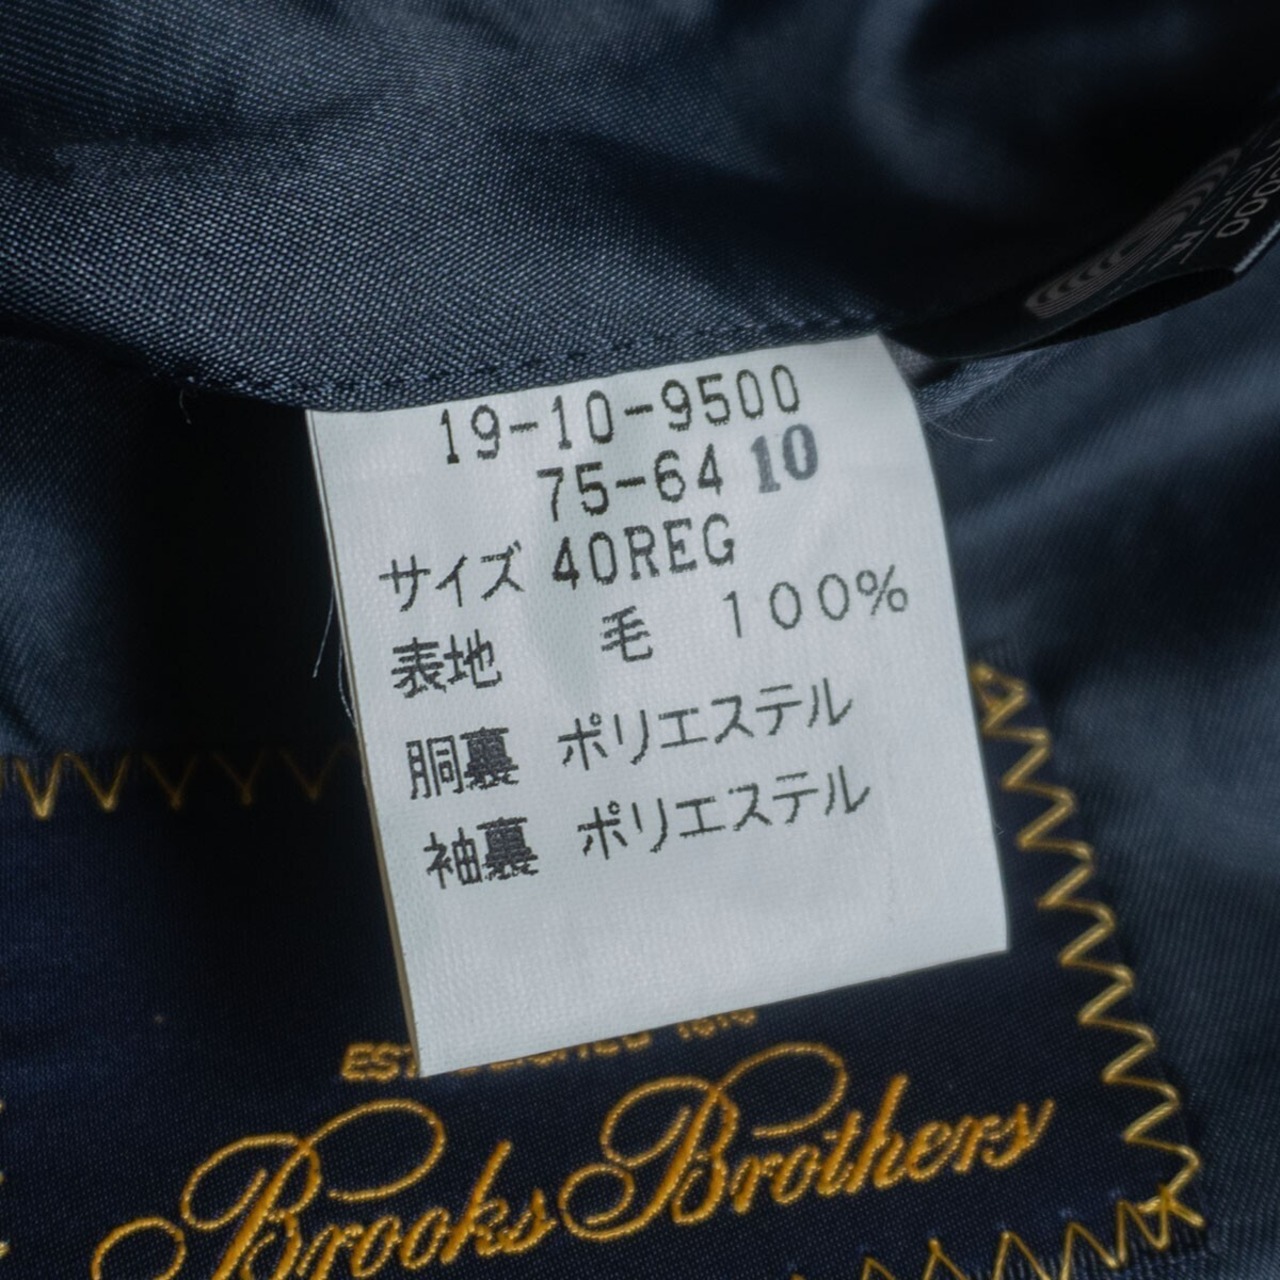 19-10-9500
75-64 10
サイズ 40REG
表地 毛 100%
胴裏 ポリエステル
袖裏 ポリエステル
Brooks Brothers